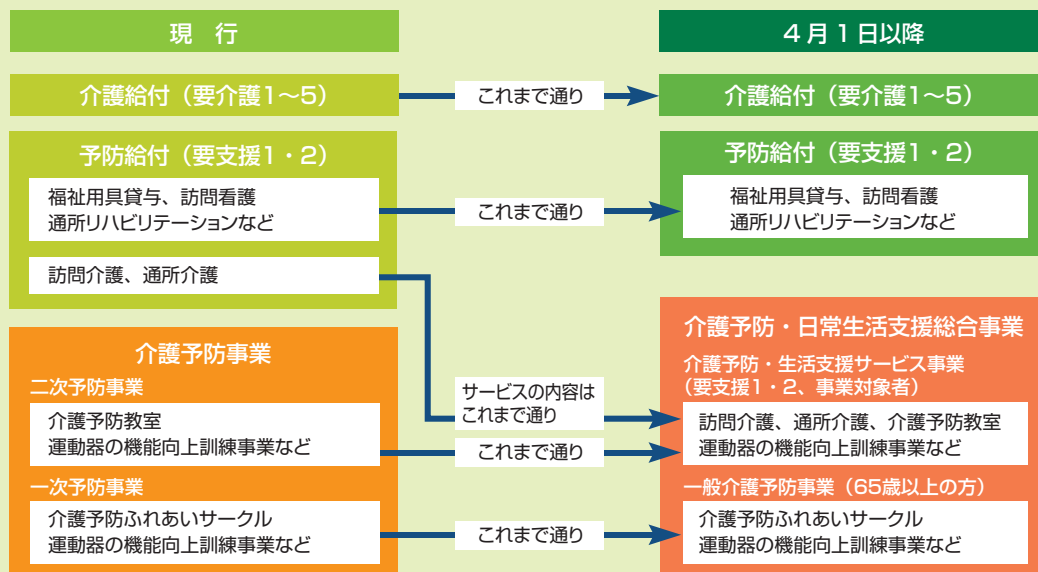 現 行
4月1日以降
介護給付（要介護1～5）
これまで通り
介護給付（要介護1～5）
予防給付（要支援1・2）
福祉用具貸与、訪問看護
通所リハビリテーションなど
これまで通り
予防給付（要支援1・2）
福祉用具貸与、訪問看護
通所リハビリテーションなど
訪問介護、通所介護
サービスの内容は
これまで通り
介護予防事業
二次予防事業
介護予防教室
運動器の機能向上訓練事業など
これまで通り
介護予防・日常生活支援総合事業
介護予防・生活支援サービス事業
（要支援1・2、事業対象者）
訪問介護、通所介護、介護予防教室
運動器の機能向上訓練事業など
一次予防事業
介護予防ふれあいサークル
運動器の機能向上訓練事業など
これまで通り
一般介護予防事業（65歳以上の方）
介護予防ふれあいサークル
運動器の機能向上訓練事業など